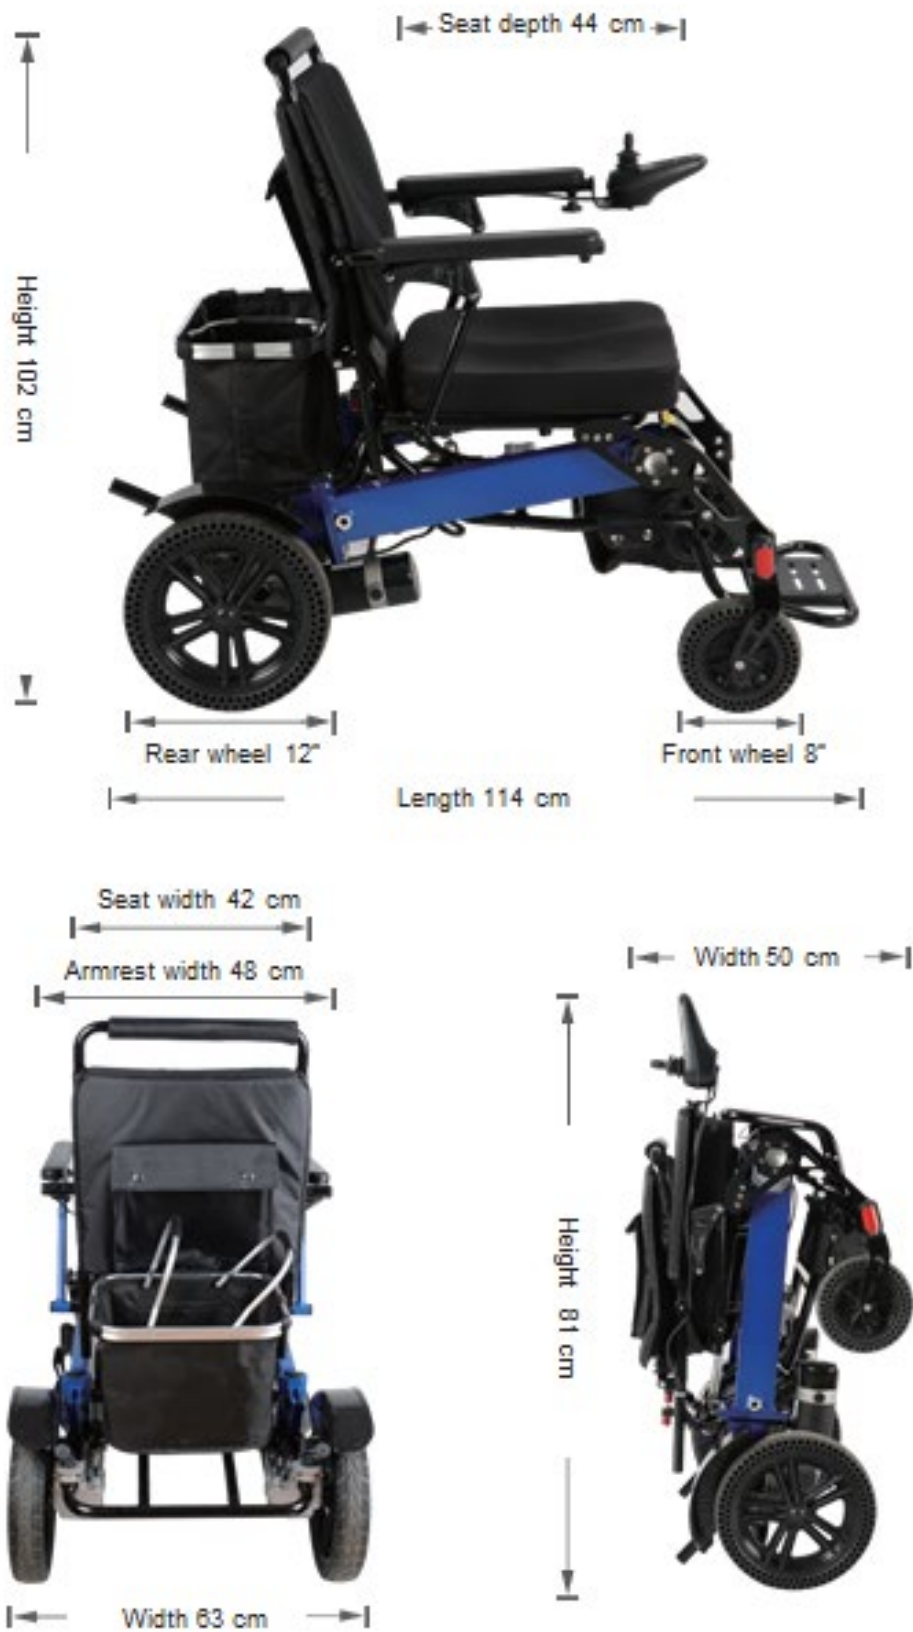 Seat depth 44 cm
Height 102 cm
Rear wheel 12"
Front wheel 8"
Length 114 cm
Seat width 42 cm
Armrest width 48 cm
Width 50 cm
Height 81 cm
Width 63 cm